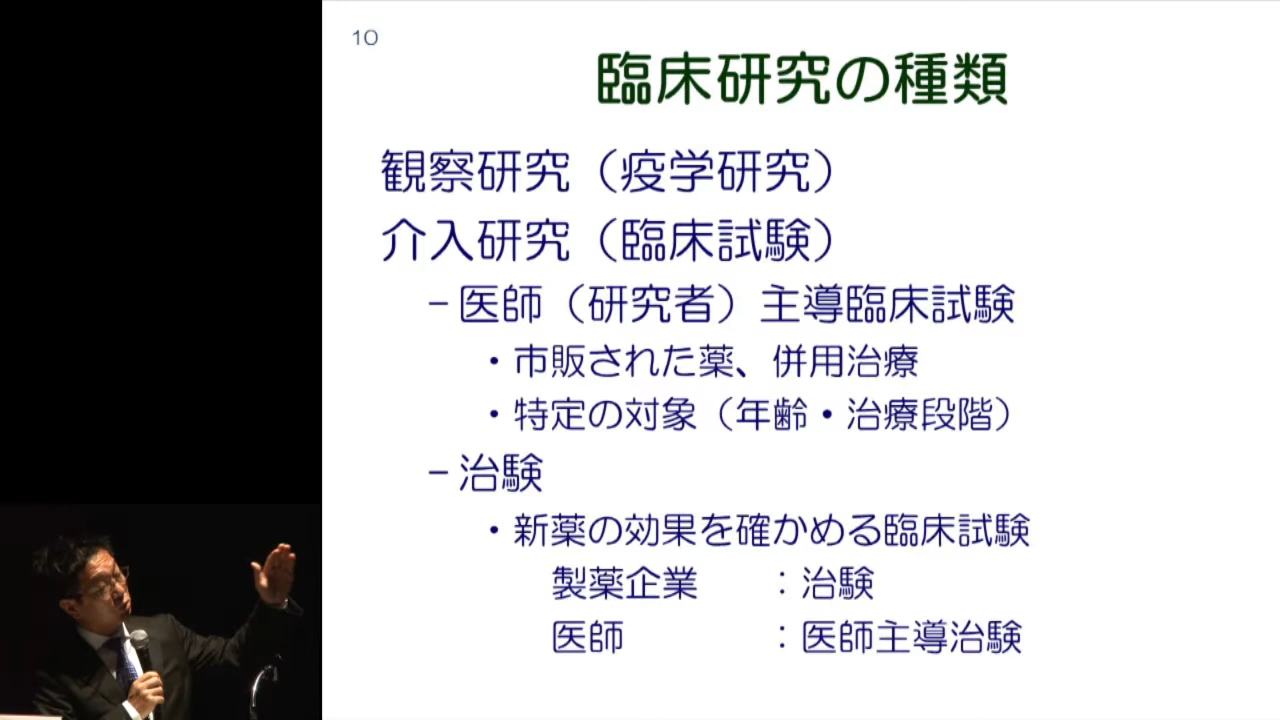 10
臨床研究の種類
観察研究（疫学研究）
介入研究（臨床試験）
－医師（研究者）主導臨床試験
・市販された薬、併用治療
・特定の対象（年齢・治療段階）
－治験
・新薬の効果を確かめる臨床試験
製薬企業　　：治験
医師　　　　：医師主導治験